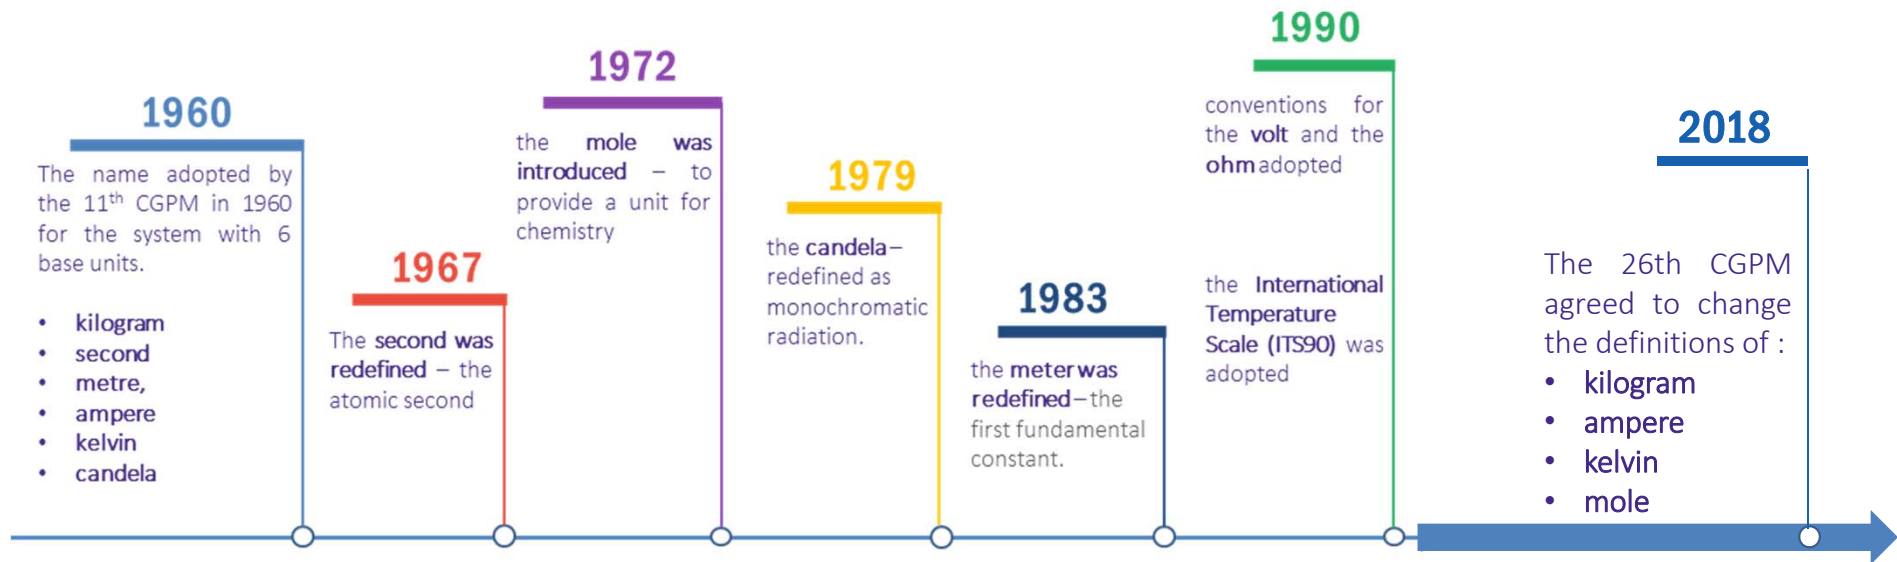 1960
The name adopted by
the 11th CGPM in 1960
for the system with 6
base units.
• kilogram
• second
• metre,
• ampere
• kelvin
• candela
1967
The second was
redefined – the
atomic second
1972
the mole was
introduced – to
provide a unit for
chemistry
1979
the candela–
redefined as
monochromatic
radiation.
1983
the meter was
redefined–the
first fundamental
constant.
1990
conventions for
the volt and the
ohm adopted
the International
Temperature
Scale (ITS90) was
adopted
2018
The 26th CGPM
agreed to change
the definitions of :
• kilogram
• ampere
• kelvin
• mole